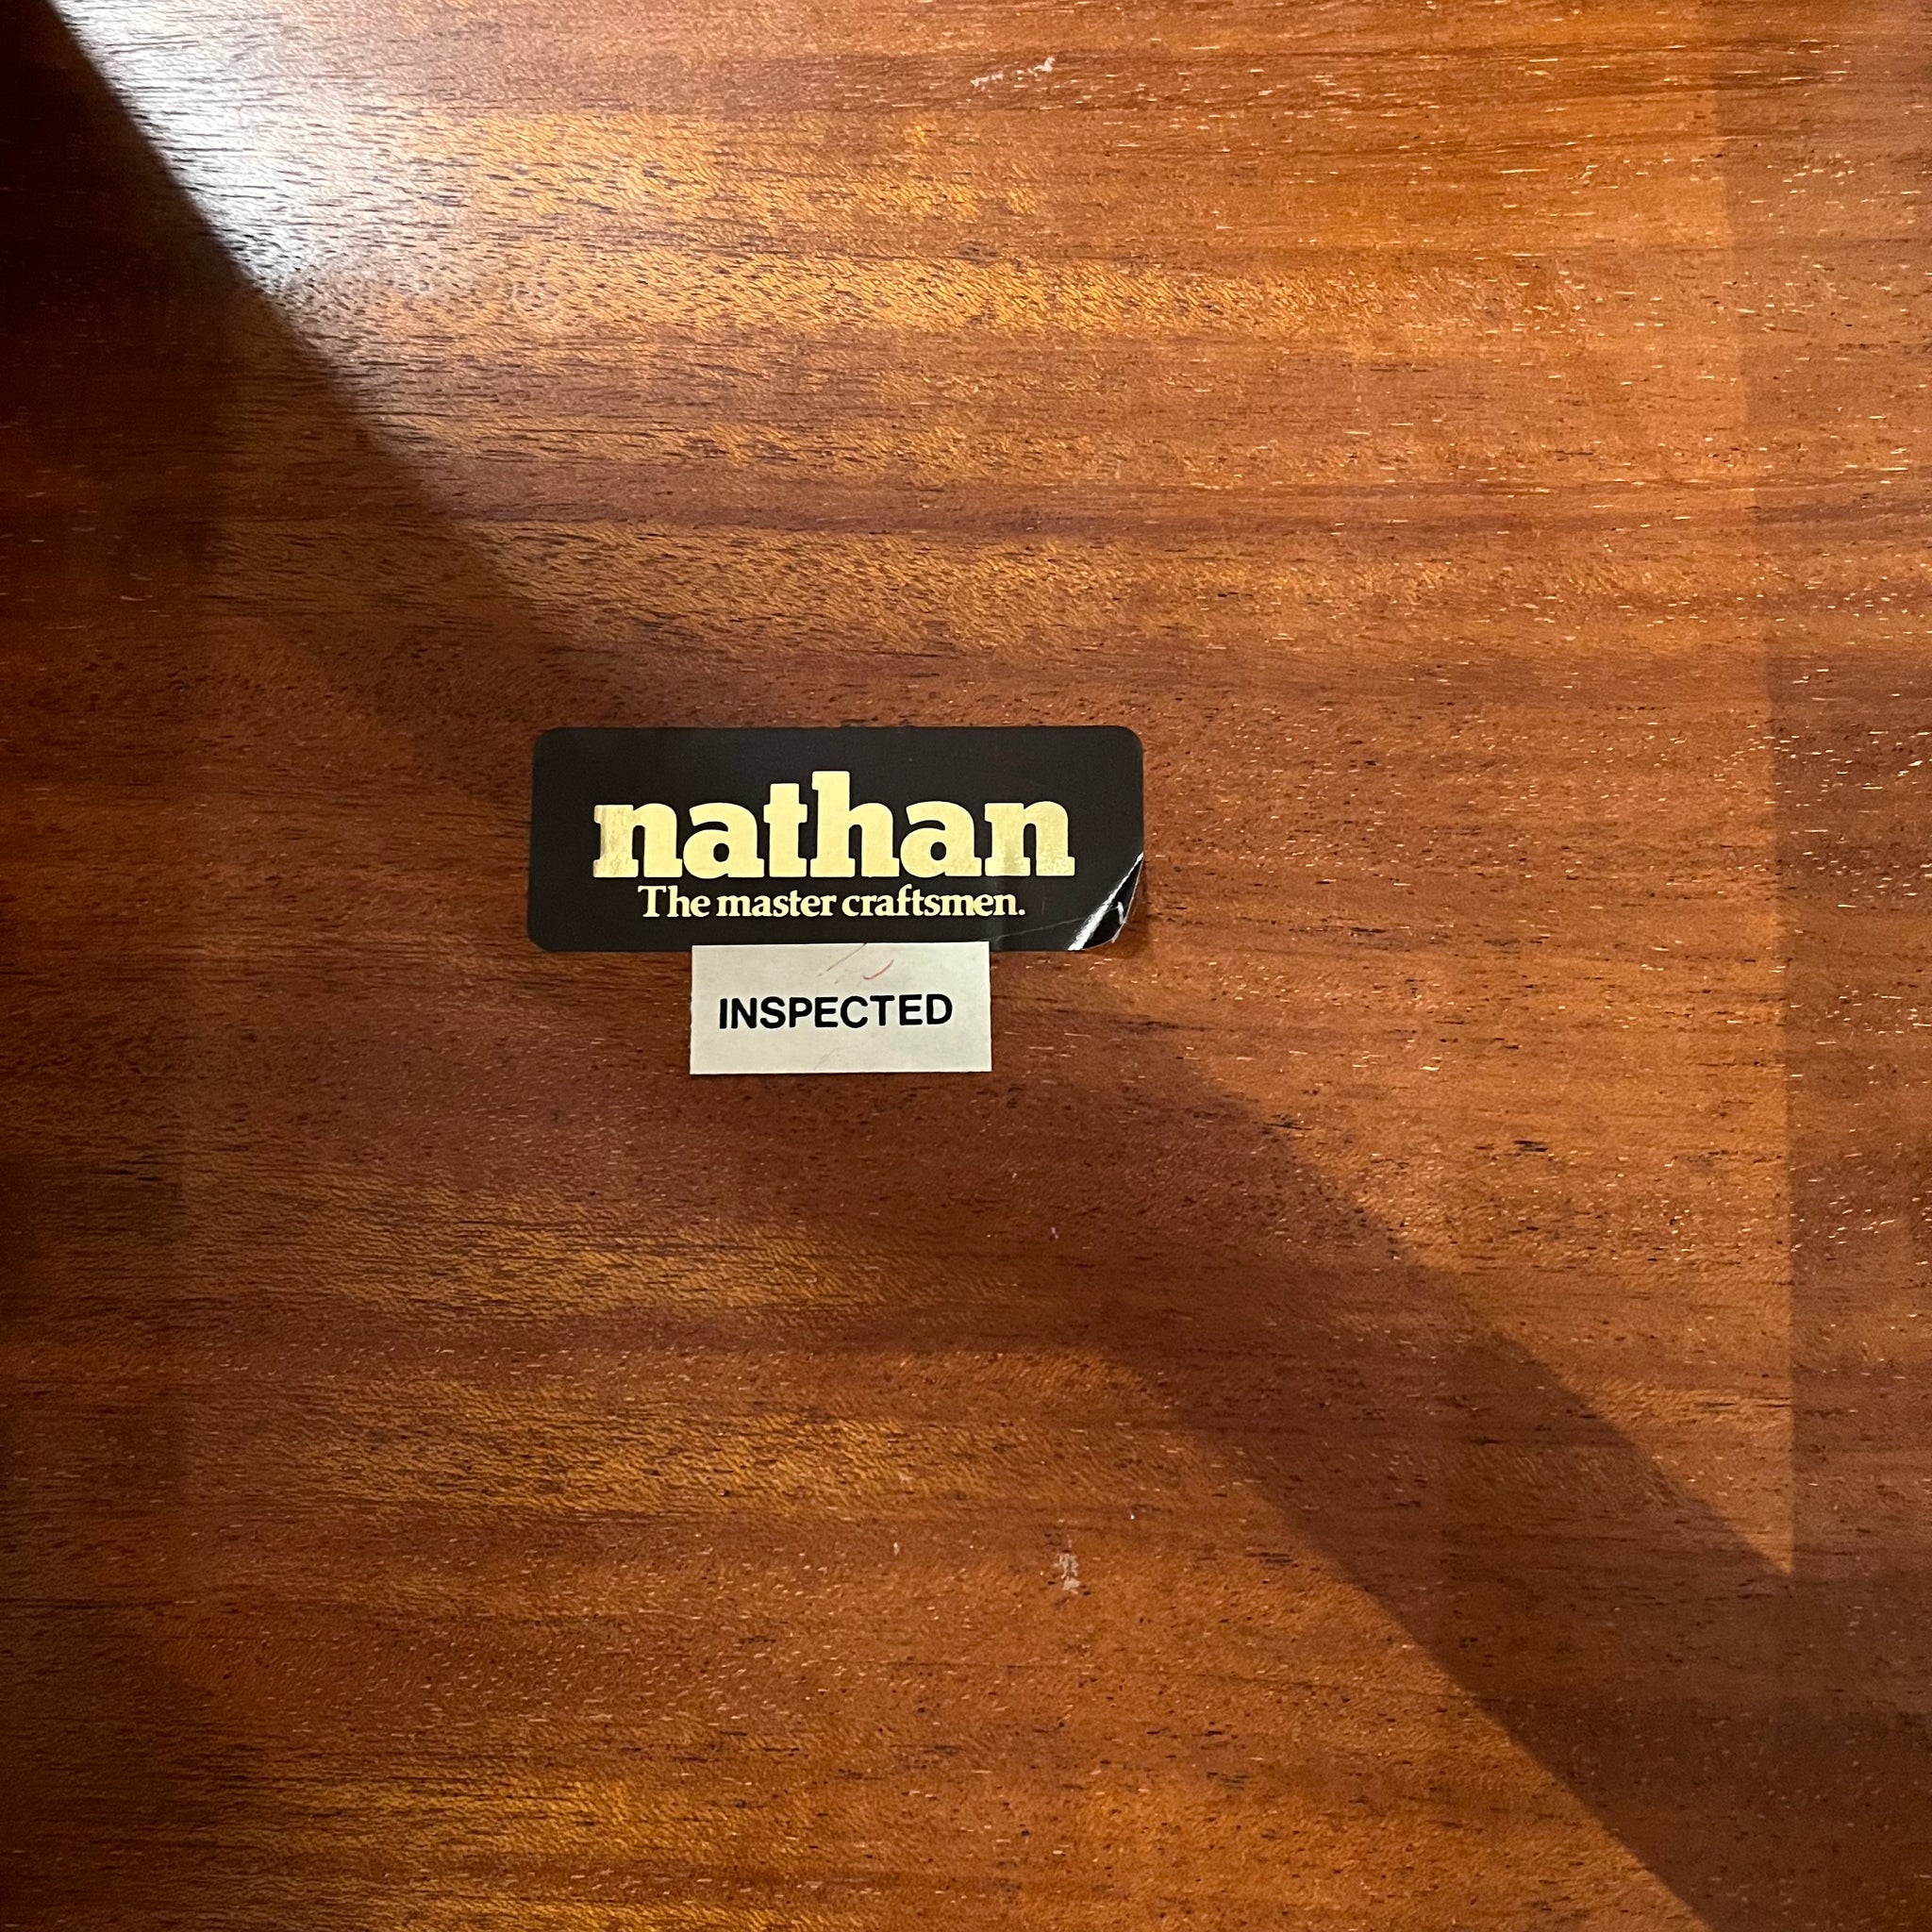 nathan
The master craftsmen.
INSPECTED